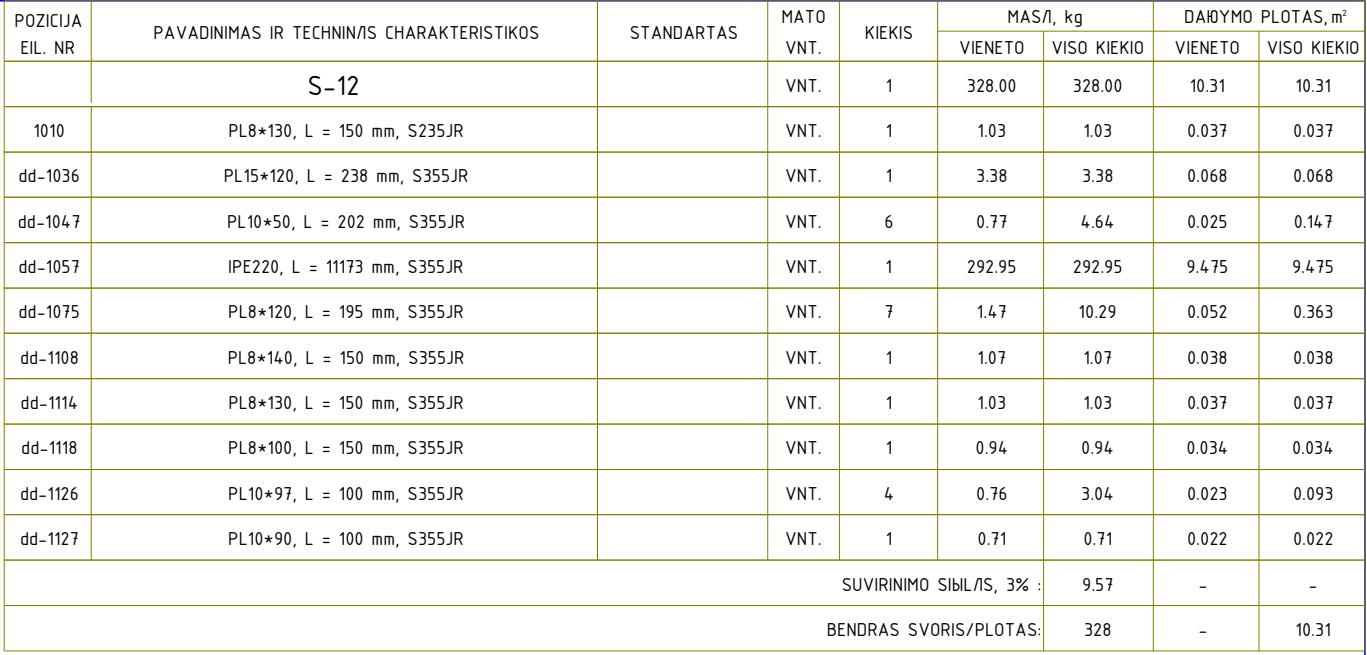 POZICIJA EIL. NR | PAVADINIMAS IR TECHNINЛS CHARAKTERISTIKOS | STANDARTAS | MATO VNT. | KIEKIS | MASЛ, kg | DAЮYMO PLOTAS, m²
VIENETO | VISO KIEKIO | VIENETO | VISO KIEKIO
S-12 | VNT. | 1 | 328.00 | 328.00 | 10.31 | 10.31
1010 | PL8*130, L = 150 mm, S235JR | VNT. | 1 | 1.03 | 1.03 | 0.037 | 0.037
dd-1036 | PL15*120, L = 238 mm, S355JR | VNT. | 1 | 3.38 | 3.38 | 0.068 | 0.068
dd-1047 | PL10*50, L = 202 mm, S355JR | VNT. | 6 | 0.77 | 4.64 | 0.025 | 0.147
dd-1057 | IPE220, L = 11173 mm, S355JR | VNT. | 1 | 292.95 | 292.95 | 9.475 | 9.475
dd-1075 | PL8*120, L = 195 mm, S355JR | VNT. | 7 | 1.47 | 10.29 | 0.052 | 0.363
dd-1108 | PL8*140, L = 150 mm, S355JR | VNT. | 1 | 1.07 | 1.07 | 0.038 | 0.038
dd-1114 | PL8*130, L = 150 mm, S355JR | VNT. | 1 | 1.03 | 1.03 | 0.037 | 0.037
dd-1118 | PL8*100, L = 150 mm, S355JR | VNT. | 1 | 0.94 | 0.94 | 0.034 | 0.034
dd-1126 | PL10*97, L = 100 mm, S355JR | VNT. | 4 | 0.76 | 3.04 | 0.023 | 0.093
dd-1127 | PL10*90, L = 100 mm, S355JR | VNT. | 1 | 0.71 | 0.71 | 0.022 | 0.022
SUVIRINIMO SIЫLЛS, 3% : | 9.57 | - | -
BENDRAS SVORIS/PLOTAS: | 328 | - | 10.31